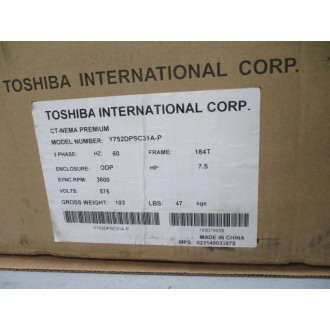 TOSHIBA INTERNATIONAL CORP.
TOSHIBA INTERNATIONAL CORP.
CT-NEMA PREMIUM
MODEL NUMBER: Y752DPSC31A-P
3 PHASE: HZ: 60 FRAME: 184T
ENCLOSURE: ODP HP: 7.5
SYNC.RPM: 3600
VOLTS: 575
GROSS WEIGHT: 103 LBS: 47 kgs
Y752DPSC31A-P
MADE IN CHINA